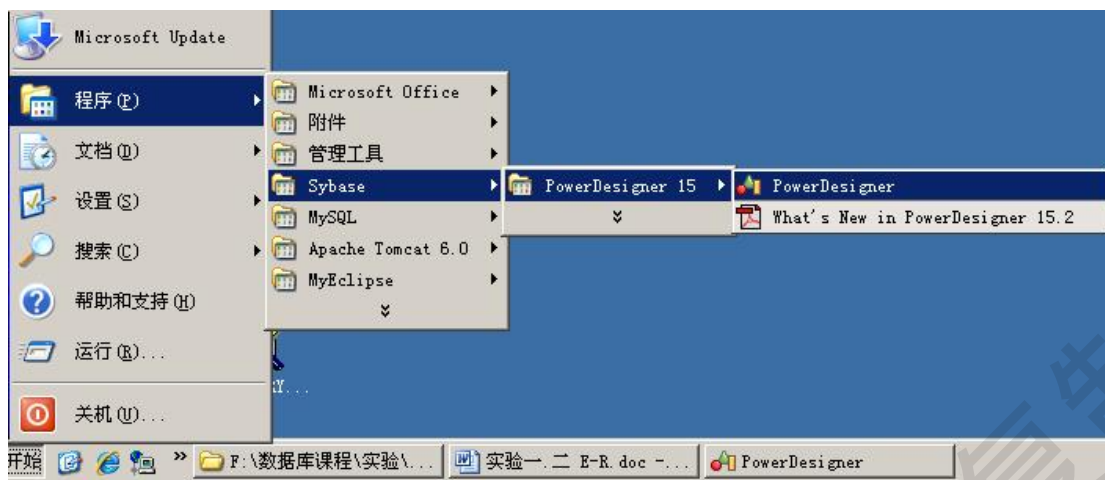 Microsoft Update
程序(P)
文档(D)
设置(S)
搜索(C)
帮助和支持(H)
运行(R)...
关机(U)...
Microsoft Office
附件
管理工具
Sybase
MySQL
Apache Tomcat 6.0
MyEclipse
PowerDesigner 15
PowerDesigner
What's New in PowerDesigner 15.2
开始
F:\数据库课程\实验\...
实验一.二 E-R.doc -...
PowerDesigner